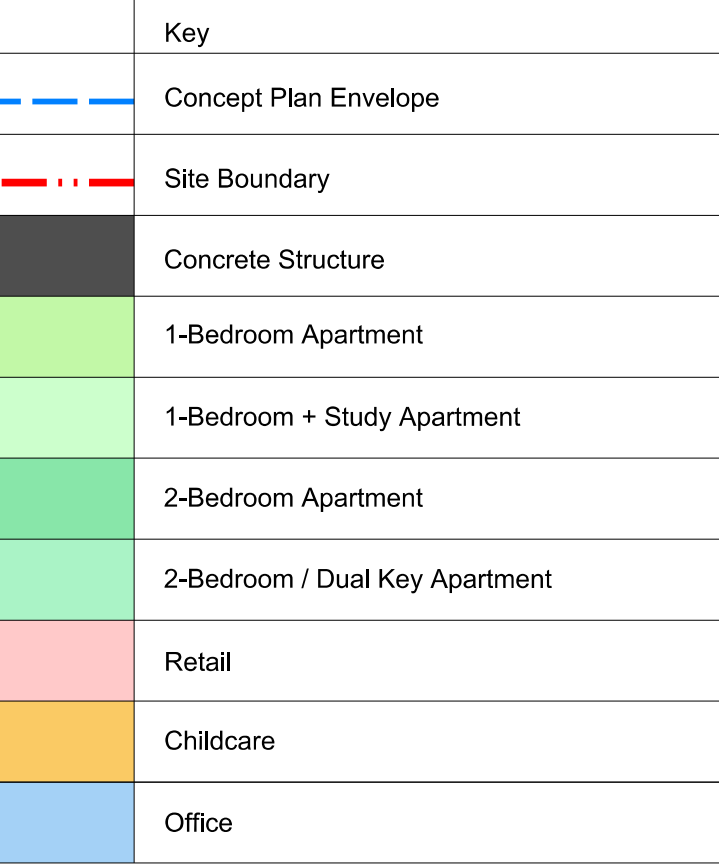 Key
Concept Plan Envelope
Site Boundary
Concrete Structure
1-Bedroom Apartment
1-Bedroom + Study Apartment
2-Bedroom Apartment
2-Bedroom / Dual Key Apartment
Retail
Childcare
Office